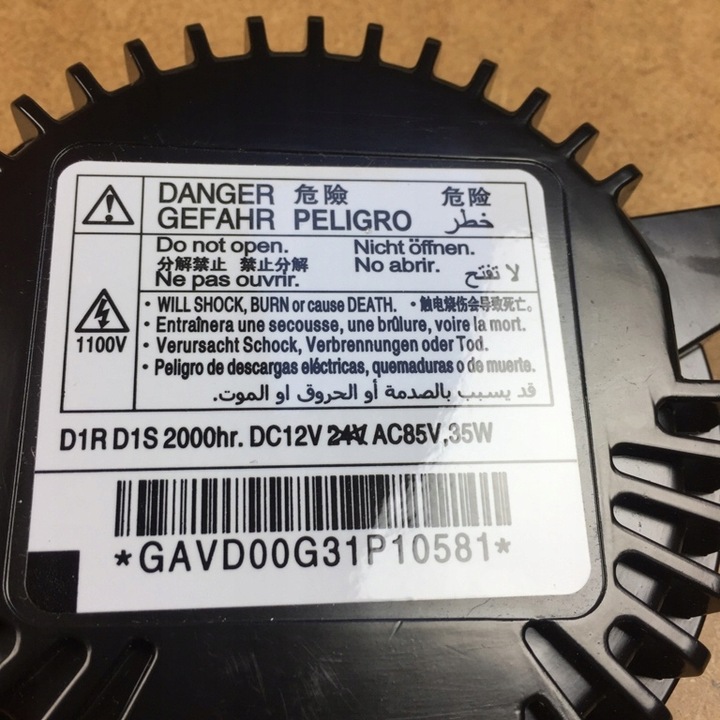 DANGER 危險 危险
GEFAHR PELIGRO خطر
Do not open. Nicht öffnen.
分解禁止 禁止分解 No abrir. لا تفتح
Ne pas ouvrir.
1100V
• WILL SHOCK, BURN or cause DEATH. • 触电烧伤会导致死亡。
• Entraînera une secousse, une brûlure, voire la mort.
• Verursacht Schock, Verbrennungen oder Tod.
• Peligro de descargas eléctricas, quemaduras o de muerte.
قد يسبب بالصدمة أو الحروق او الموت.
D1R D1S 2000hr. DC12V 24V AC85V,35W
*GAVD00G31P10581*